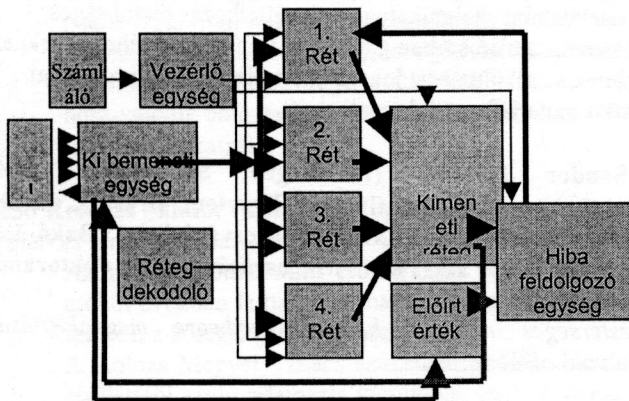 Száml
áló
Vezérlő
egység
1.
Rét
2.
Rét
3.
Rét
4.
Rét
ı
Ki bemeneti
egység
Réteg
dekódoló
Kimen
eti
réteg
Előírt
érték
Hiba
feldolgozó
egység